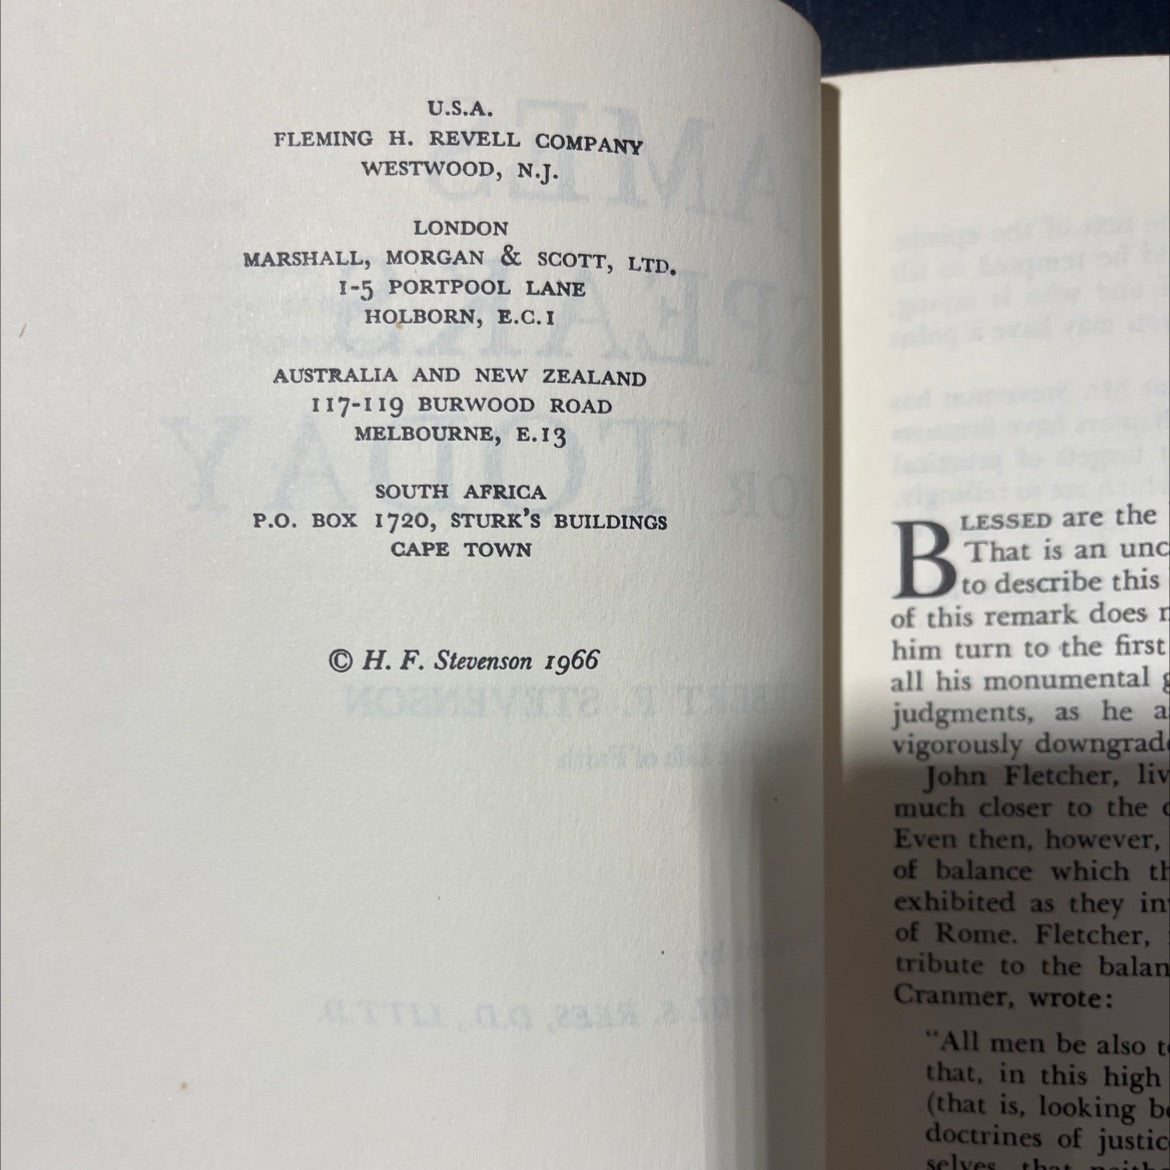 U.S.A.
FLEMING H. REVELL COMPANY
WESTWOOD, N.J.
LONDON
MARSHALL, MORGAN & SCOTT, LTD.
1-5 PORTPOOL LANE
HOLBORN, E.C.1
AUSTRALIA AND NEW ZEALAND
117-119 BURWOOD ROAD
MELBOURNE, E.13
SOUTH AFRICA
P.O. BOX 1720, STURK'S BUILDINGS
CAPE TOWN
© H. F. Stevenson 1966
BLESSED are the
That is an unc
to describe this
of this remark does
him turn to the first
all his monumental
judgments, as he a
vigorously downgrade
John Fletcher, liv
much closer to the
Even then, however,
of balance which th
exhibited as they in
of Rome. Fletcher,
tribute to the balan
Cranmer, wrote:
"All men be also
that, in this high
(that is, looking
doctrines of justic
selves that